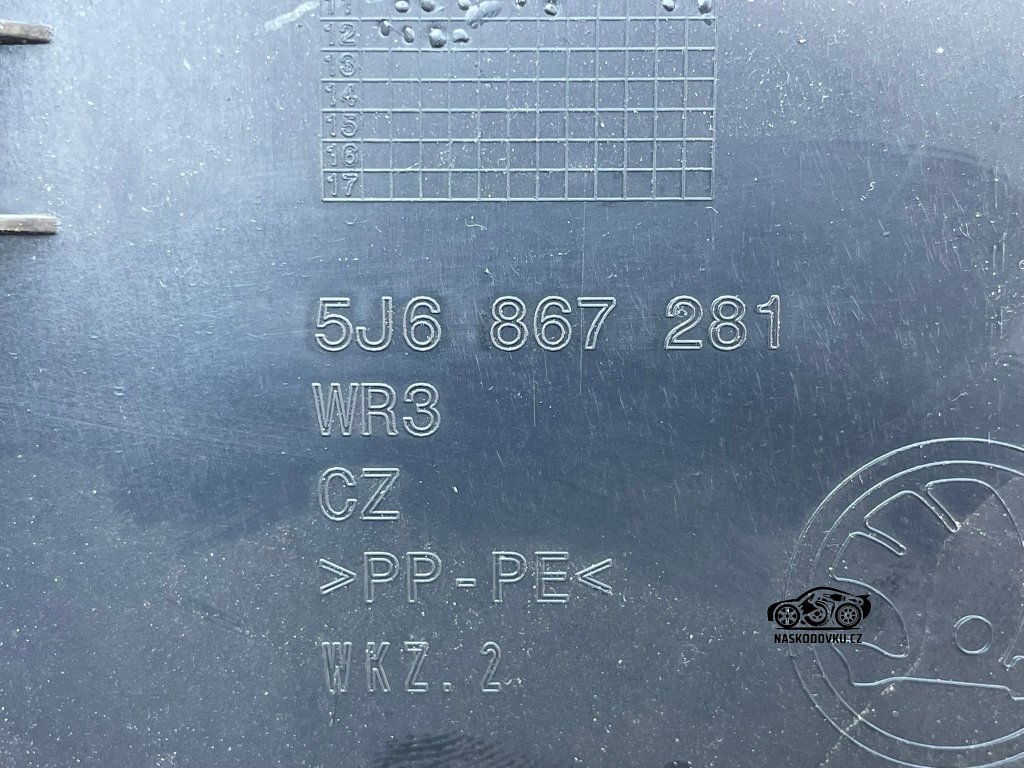 11
12
13
14
15
16
17
5J6 867 281
WR3
CZ
>PP-PE<
WKZ.2
NASKODOVKU.CZ